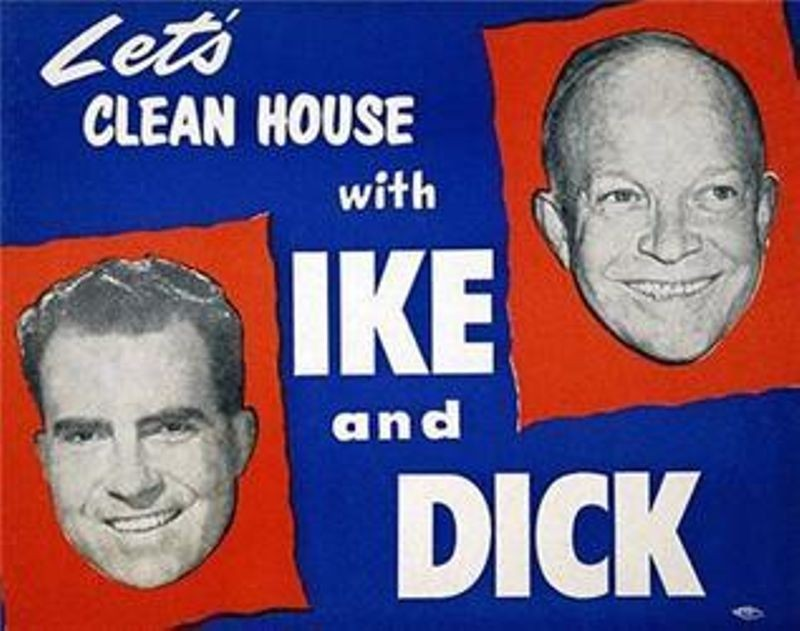 Let's
CLEAN HOUSE
with
IKE
and
DICK